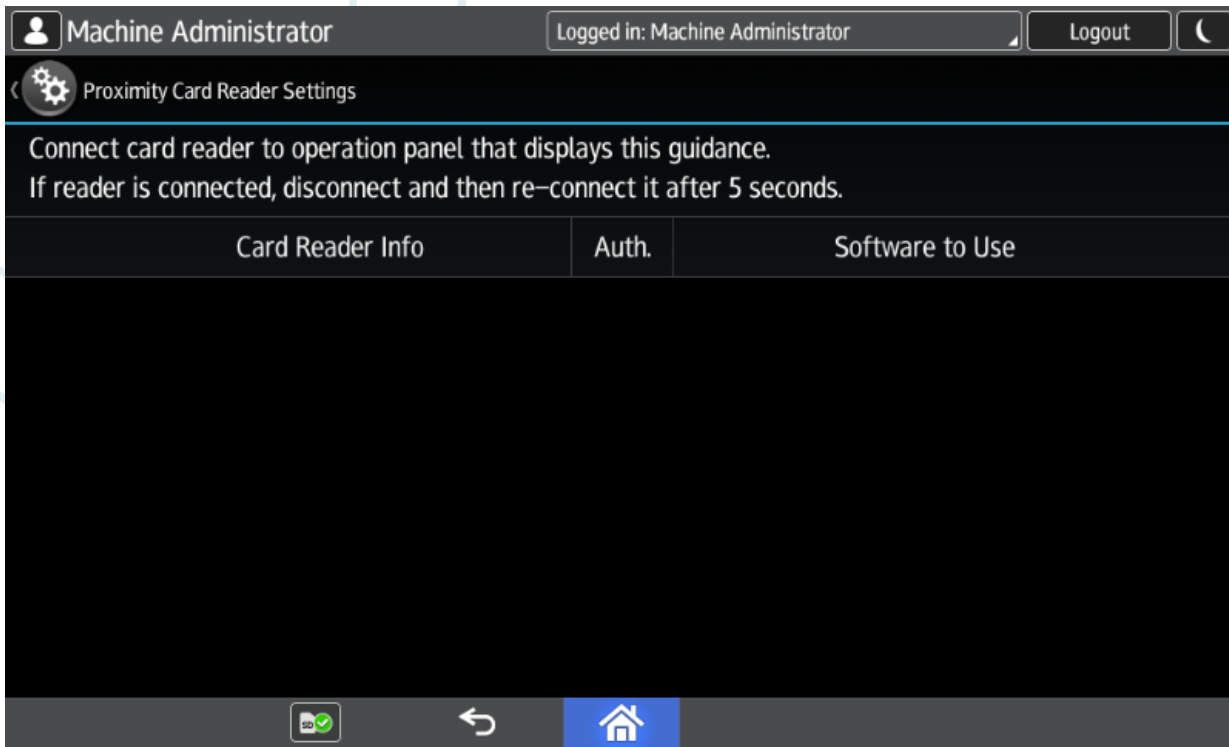 Machine Administrator
Logged in: Machine Administrator
Logout
Proximity Card Reader Settings
Connect card reader to operation panel that displays this guidance.
If reader is connected, disconnect and then re-connect it after 5 seconds.
Card Reader Info
Auth.
Software to Use
SD